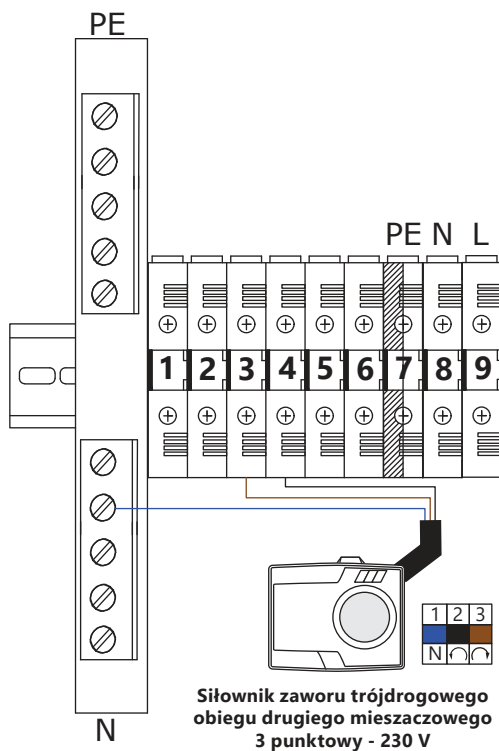 PE
PE N L
1 2 3 4 5 6 7 8 9
1 2 3
N
Siłownik zaworu trójdrogowego
obiegu drugiego mieszaczowego
3 punktowy - 230 V
N